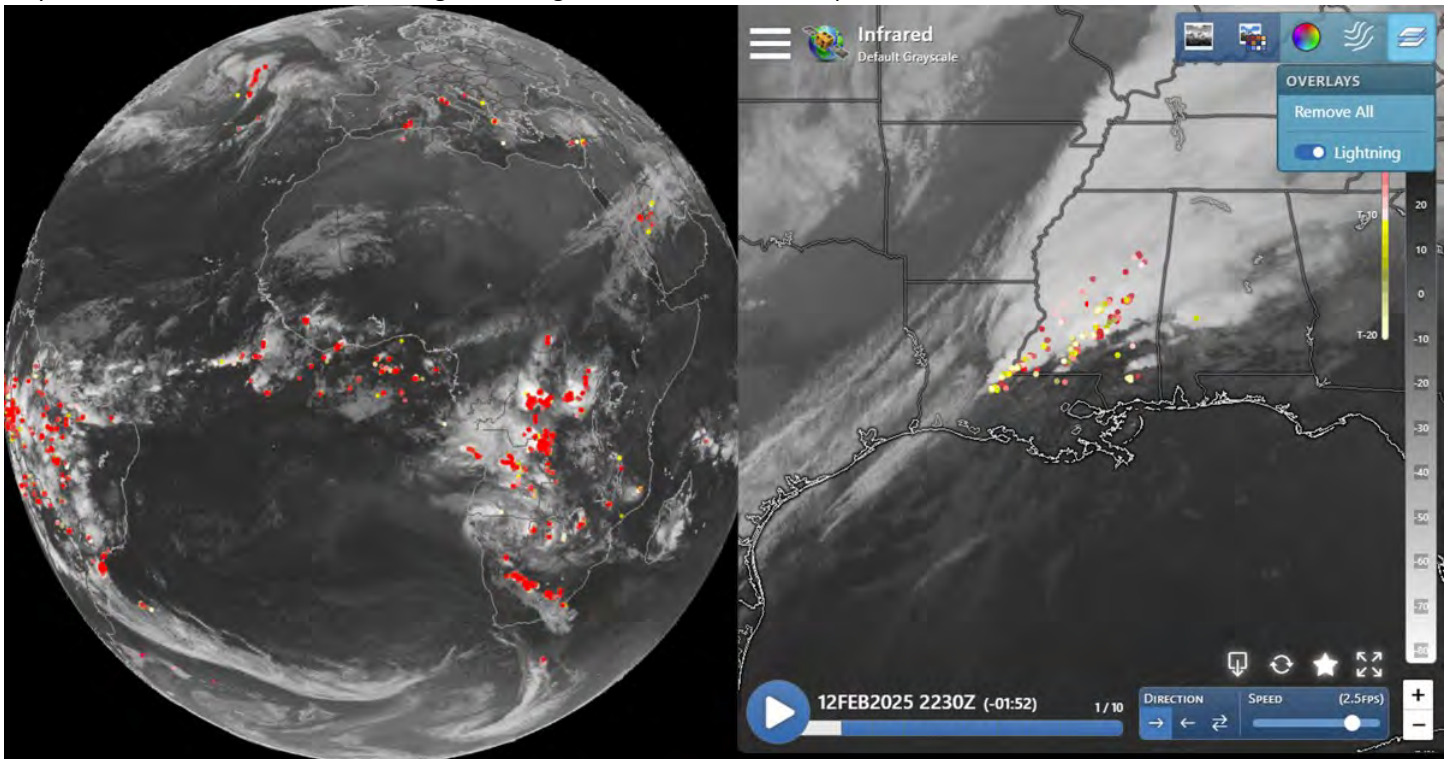 Infrared
Default Grayscale
OVERLAYS
Remove All
Lightning
T-10
T-20
20
10
0
-10
-20
-30
-40
-50
-60
-70
-80
12FEB2025 2230Z (-01:52)
1 / 10
DIRECTION
SPEED
(2.5FPS)
+
−